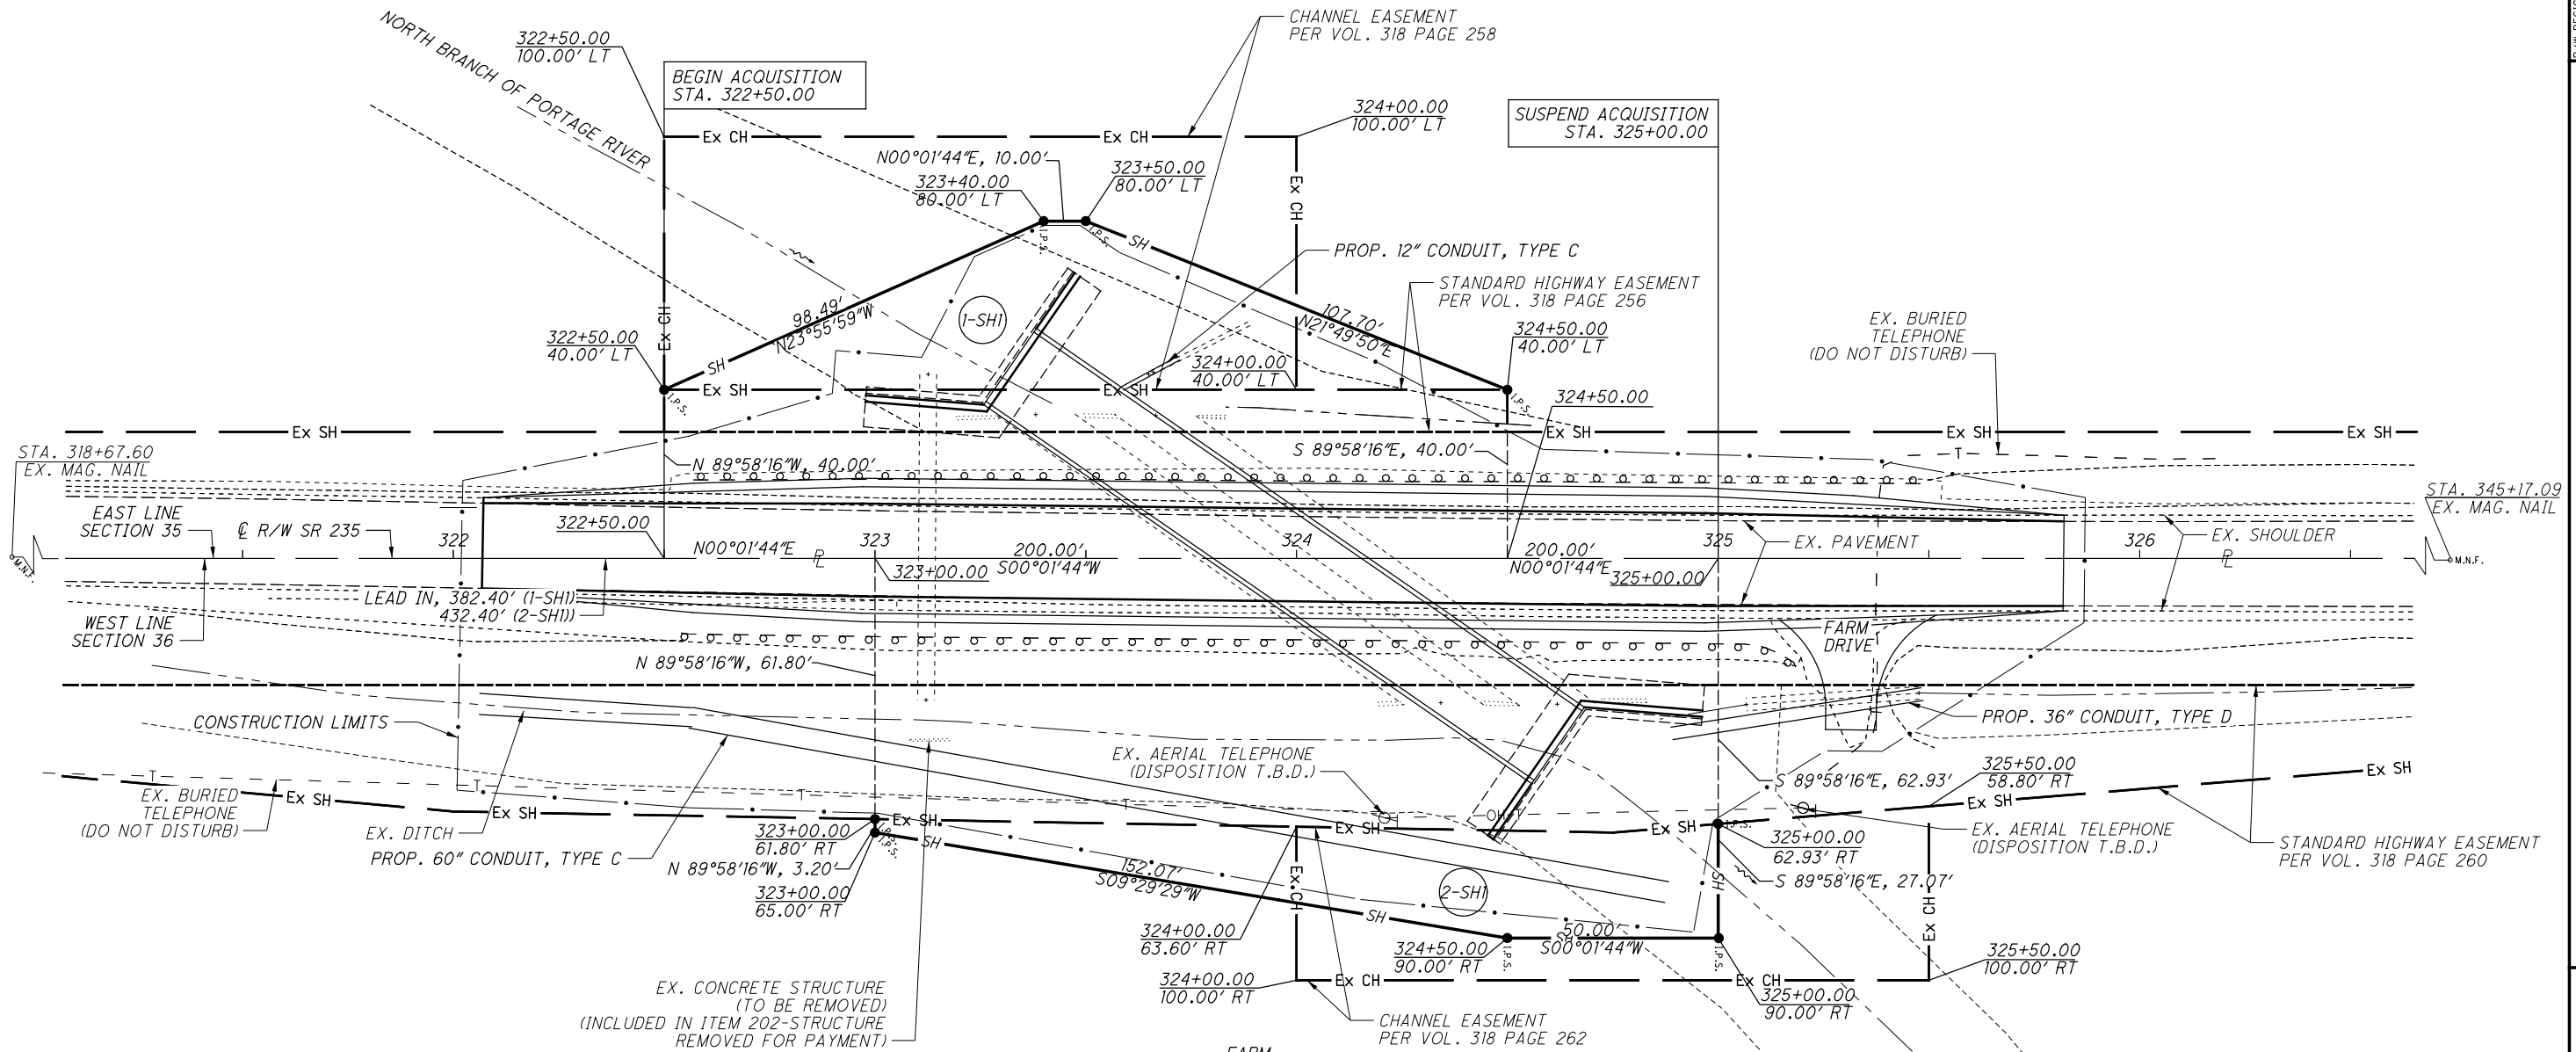 NORTH BRANCH OF PORTAGE RIVER
322+50.00
100.00' LT
BEGIN ACQUISITION
STA. 322+50.00
CHANNEL EASEMENT
PER VOL. 318 PAGE 258
324+00.00
100.00' LT
SUSPEND ACQUISITION
STA. 325+00.00
Ex CH
Ex CH
Ex CH
Ex CH
N00°01'44"E, 10.00'
323+40.00
80.00' LT
323+50.00
80.00' LT
I.P.S.
I.P.S.
SH
SH
PROP. 12" CONDUIT, TYPE C
STANDARD HIGHWAY EASEMENT
PER VOL. 318 PAGE 256
98.49'
N23°55'59"W
1-SH1
107.70'
N21°49'50"E
322+50.00
40.00' LT
324+00.00
40.00' LT
324+50.00
40.00' LT
EX. BURIED
TELEPHONE
(DO NOT DISTURB)
I.P.S.
Ex SH
Ex SH
I.P.S.
324+50.00
Ex SH
Ex SH
Ex SH
Ex SH
STA. 318+67.60
EX. MAG. NAIL
N 89°58'16"W, 40.00'
S 89°58'16"E, 40.00'
T
STA. 345+17.09
EX. MAG. NAIL
EAST LINE
SECTION 35
℄ R/W SR 235
322+50.00
322
N00°01'44"E
323
323+00.00
200.00'
S00°01'44"W
324
200.00'
N00°01'44"E
325
325+00.00
EX. PAVEMENT
326
EX. SHOULDER
M.N.F.
M.N.F.
LEAD IN, 382.40' (1-SH1)
432.40' (2-SH1)
WEST LINE
SECTION 36
FARM
DRIVE
N 89°58'16"W, 61.80'
CONSTRUCTION LIMITS
PROP. 36" CONDUIT, TYPE D
EX. AERIAL TELEPHONE
(DISPOSITION T.B.D.)
S 89°58'16"E, 62.93'
325+50.00
58.80' RT
EX. BURIED
TELEPHONE
(DO NOT DISTURB)
Ex SH
Ex SH
Ex SH
Ex SH
Ex SH
Ex SH
Ex SH
EX. DITCH
PROP. 60" CONDUIT, TYPE C
323+00.00
61.80' RT
I.P.S.
I.P.S.
SH
N 89°58'16"W, 3.20'
323+00.00
65.00' RT
152.07'
S09°29'29"W
Ex CH
2-SH1
SH
I.P.S.
325+00.00
62.93' RT
SH
S 89°58'16"E, 27.07'
EX. AERIAL TELEPHONE
(DISPOSITION T.B.D.)
STANDARD HIGHWAY EASEMENT
PER VOL. 318 PAGE 260
Ex CH
324+00.00
63.60' RT
324+50.00
90.00' RT
50.00'
S00°01'44"W
I.P.S.
I.P.S.
325+50.00
100.00' RT
324+00.00
100.00' RT
Ex CH
Ex CH
325+00.00
90.00' RT
EX. CONCRETE STRUCTURE
(TO BE REMOVED)
(INCLUDED IN ITEM 202-STRUCTURE
REMOVED FOR PAYMENT)
CHANNEL EASEMENT
PER VOL. 318 PAGE 262